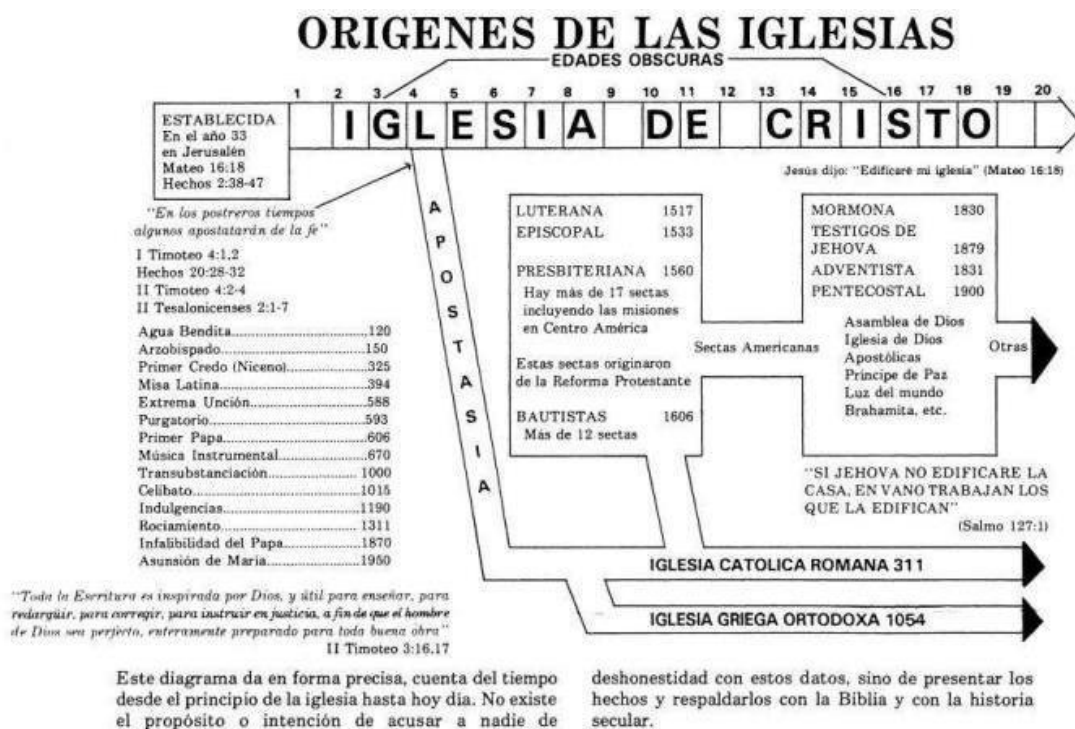 ORIGENES DE LAS IGLESIAS
EDADES OBSCURAS
1 2 3 4 5 6 7 8 9 10 11 12 13 14 15 16 17 18 19 20
IGLESIA DE CRISTO
ESTABLECIDA
En el año 33
en Jerusalén
Mateo 16:18
Hechos 2:38-47
Jesús dijo: "Edificaré mi iglesia" (Mateo 16:18)
"En los postreros tiempos
algunos apostatarán de la fe"
I Timoteo 4:1,2
Hechos 20:28-32
II Timoteo 4:2-4
II Tesalonicenses 2:1-7
Agua Bendita....................120
Arzobispado....................150
Primer Credo (Niceno)....................325
Misa Latina....................394
Extrema Unción....................588
Purgatorio....................593
Primer Papa....................606
Música Instrumental....................670
Transubstanciación....................1000
Celibato....................1015
Indulgencias....................1190
Rociamiento....................1311
Infalibilidad del Papa....................1870
Asunsión de María....................1950
APOSTASIA
LUTERANA 1517
EPISCOPAL 1533
PRESBITERIANA 1560
Hay más de 17 sectas
incluyendo las misiones
en Centro América
Estas sectas originaron
de la Reforma Protestante
BAUTISTAS 1606
Más de 12 sectas
Sectas Americanas
MORMONA 1830
TESTIGOS DE
JEHOVA 1879
ADVENTISTA 1831
PENTECOSTAL 1900
Asamblea de Dios
Iglesia de Dios
Apostólicas
Príncipe de Paz
Luz del mundo
Brahamita, etc.
Otras
"SI JEHOVA NO EDIFICARE LA
CASA, EN VANO TRABAJAN LOS
QUE LA EDIFICAN"
(Salmo 127:1)
IGLESIA CATOLICA ROMANA 311
IGLESIA GRIEGA ORTODOXA 1054
"Toda la Escritura es inspirada por Dios, y útil para enseñar, para
redargüir, para corregir, para instruir en justicia, a fin de que el hombre
de Dios sea perfecto, enteramente preparado para toda buena obra"
II Timoteo 3:16,17
Este diagrama da en forma precisa, cuenta del tiempo
desde el principio de la iglesia hasta hoy día. No existe
el propósito o intención de acusar a nadie de
deshonestidad con estos datos, sino de presentar los
hechos y respaldarlos con la Biblia y con la historia
secular.